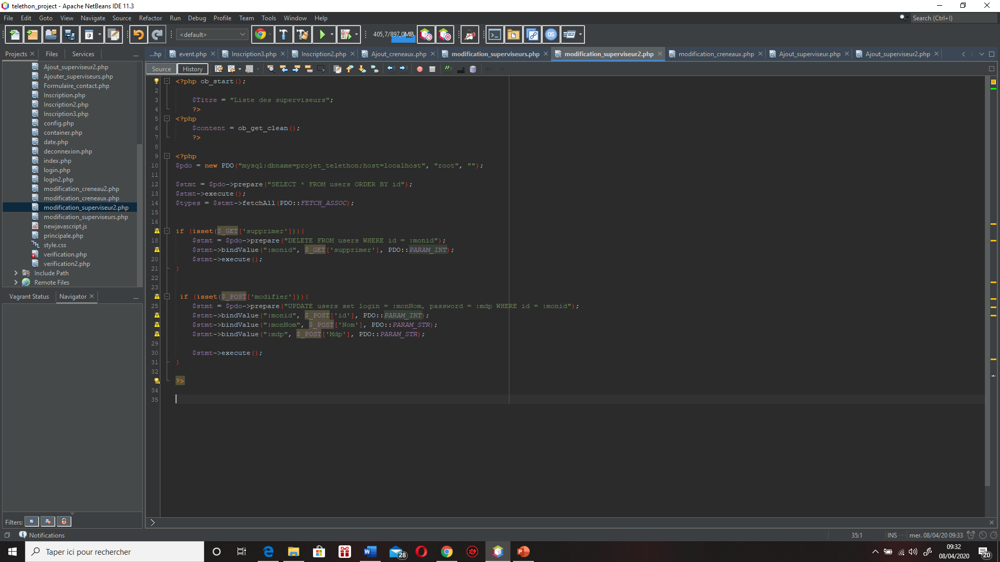 telethon_project - Apache NetBeans IDE 11.3
File Edit Goto View Navigate Source Refactor Run Debug Profile Team Tools Window Help
Search (Ctrl+I)
<default>
405,7/897,0MB
Projects Files Services
...hp event.php Inscription3.php Inscription2.php Ajout_creneaux.php modification_superviseurs.php modification_superviseur2.php modification_creneaux.php Ajout_superviseur.php Ajout_superviseur2.php
Source History
Ajout_superviseur2.php
Ajouter_superviseurs.php
Formulaire_contact.php
Inscription.php
Inscription2.php
Inscription3.php
config.php
container.php
date.php
deconnexion.php
index.php
login.php
login2.php
modification_creneau2.php
modification_creneaux.php
modification_superviseur2.php
modification_superviseurs.php
newjavascript.js
principale.php
style.css
verification.php
verification2.php
Include Path
Remote Files
Vagrant Status Navigator
Filters:
<?php ob_start();
2
3 $Titre = "Liste des superviseurs";
4 ?>
5 <?php
6 $content = ob_get_clean();
7 ?>
8
9 <?php
10 $pdo = new PDO("mysql:dbname=projet_telethon;host=localhost", "root", "");
11
12 $stmt = $pdo->prepare("SELECT * FROM users ORDER BY id");
13 $stmt->execute();
14 $types = $stmt->fetchAll(PDO::FETCH_ASSOC);
15
16
if (isset($_GET['supprimer'])){
18 $stmt = $pdo->prepare("DELETE FROM users WHERE id = :monid");
$stmt->bindValue(":monid", $_GET['supprimer'], PDO::PARAM_INT);
20 $stmt->execute();
21 }
22
23
if (isset($_POST['modifier'])){
25 $stmt = $pdo->prepare("UPDATE users set login = :monNom, password = :mdp WHERE id = :monid");
$stmt->bindValue(":monid", $_POST['id'], PDO::PARAM_INT);
$stmt->bindValue(":monNom", $_POST['Nom'], PDO::PARAM_STR);
$stmt->bindValue(":mdp", $_POST['Mdp'], PDO::PARAM_STR);
29
30 $stmt->execute();
31 }
32
?>
34
35
Notifications
35:1 INS mer. 08/04/20 09:33
Taper ici pour rechercher
28
09:32
08/04/2020
20